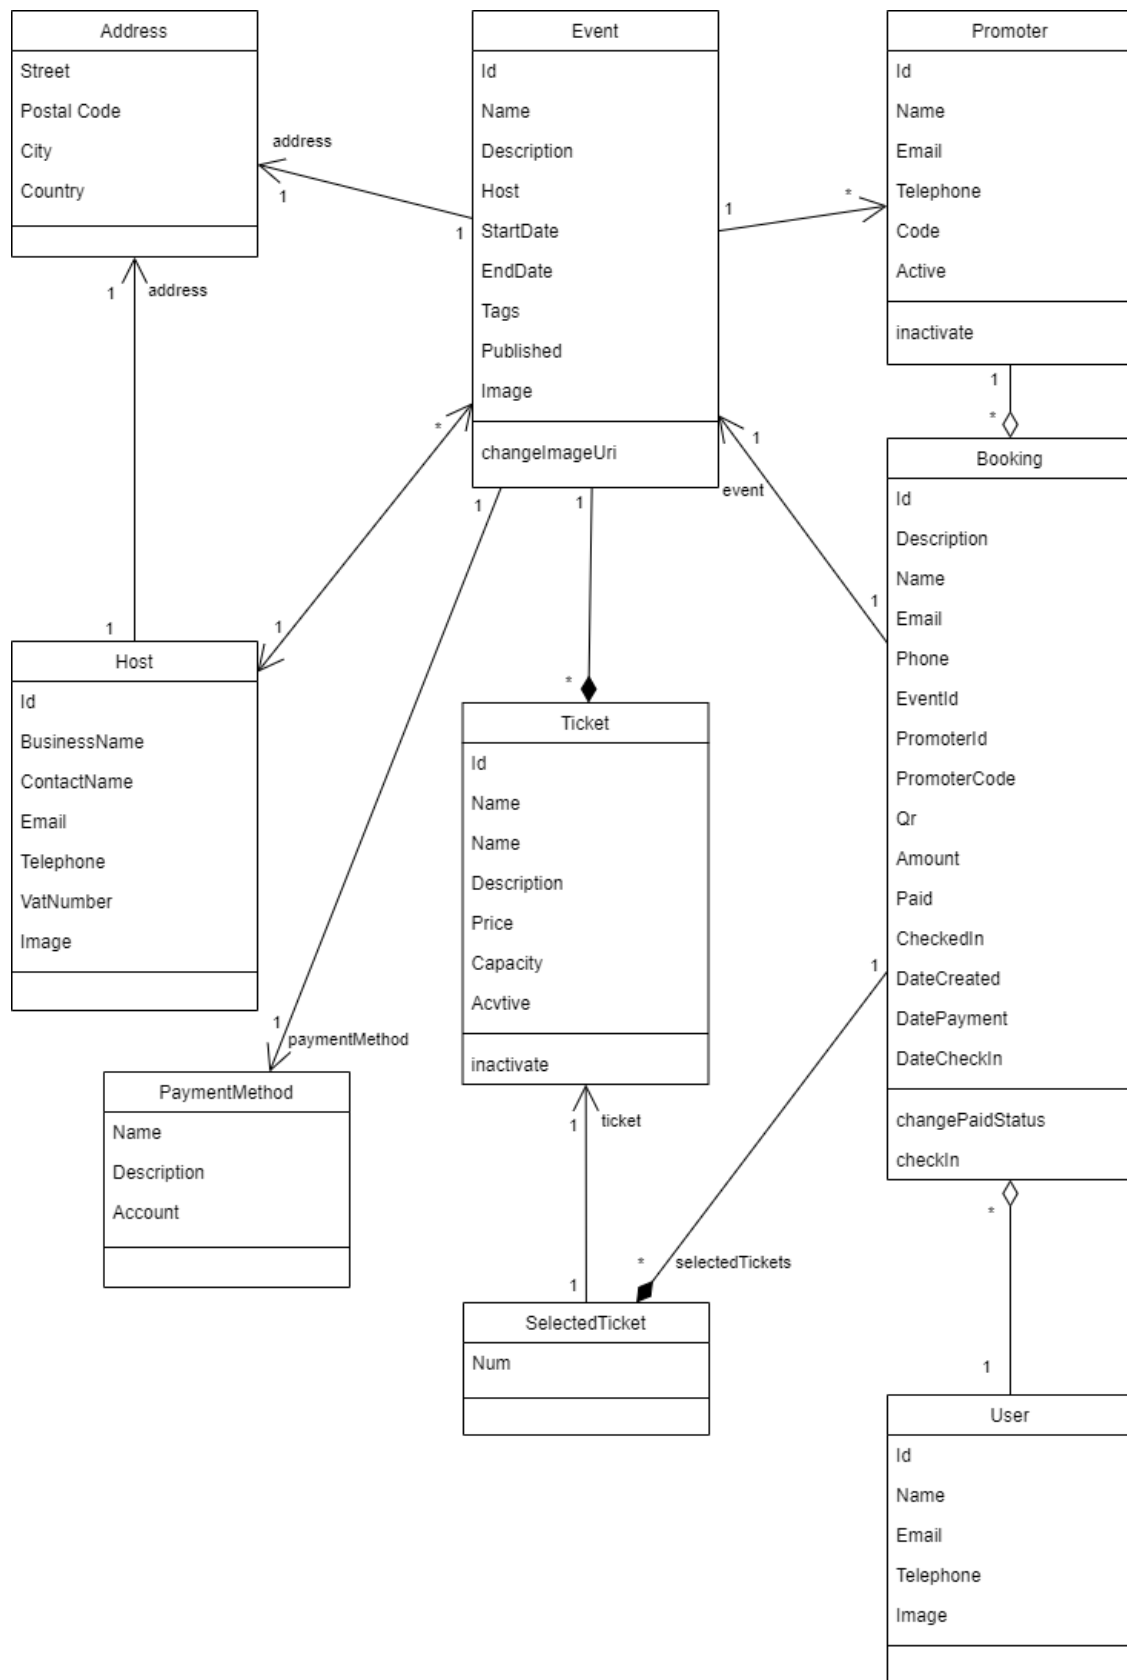 Address
Street
Postal Code
City
Country
address
1
1
Event
Id
Name
Description
Host
StartDate
EndDate
Tags
Published
Image
changeImageUri
1
*
Promoter
Id
Name
Email
Telephone
Code
Active
inactivate
1
*
1
address
1
*
1
1
1
1
event
1
Host
Id
BusinessName
ContactName
Email
Telephone
VatNumber
Image
1
paymentMethod
PaymentMethod
Name
Description
Account
*
Ticket
Id
Name
Name
Description
Price
Capacity
Acvtive
inactivate
1
ticket
1
*
selectedTickets
SelectedTicket
Num
Booking
Id
Description
Name
Email
Phone
EventId
PromoterId
PromoterCode
Qr
Amount
Paid
CheckedIn
DateCreated
DatePayment
DateCheckIn
changePaidStatus
checkIn
1
*
1
User
Id
Name
Email
Telephone
Image